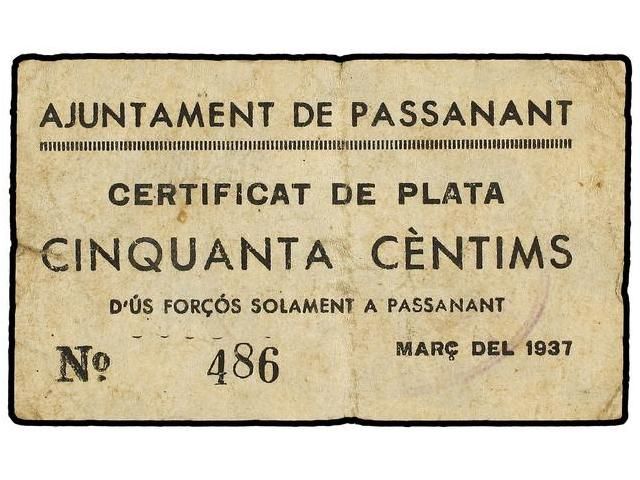 AJUNTAMENT DE PASSANANT
CERTIFICAT DE PLATA
CINQUANTA CÈNTIMS
D'ÚS FORÇÓS SOLAMENT A PASSANANT
Nº 486
MARÇ DEL 1937